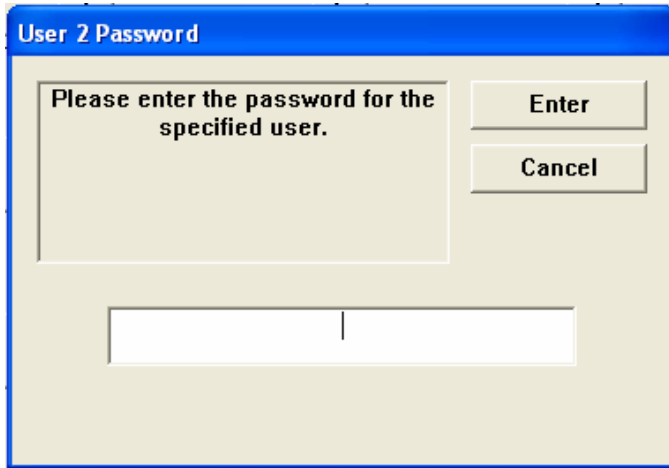 User 2 Password
Please enter the password for the
specified user.
Enter
Cancel